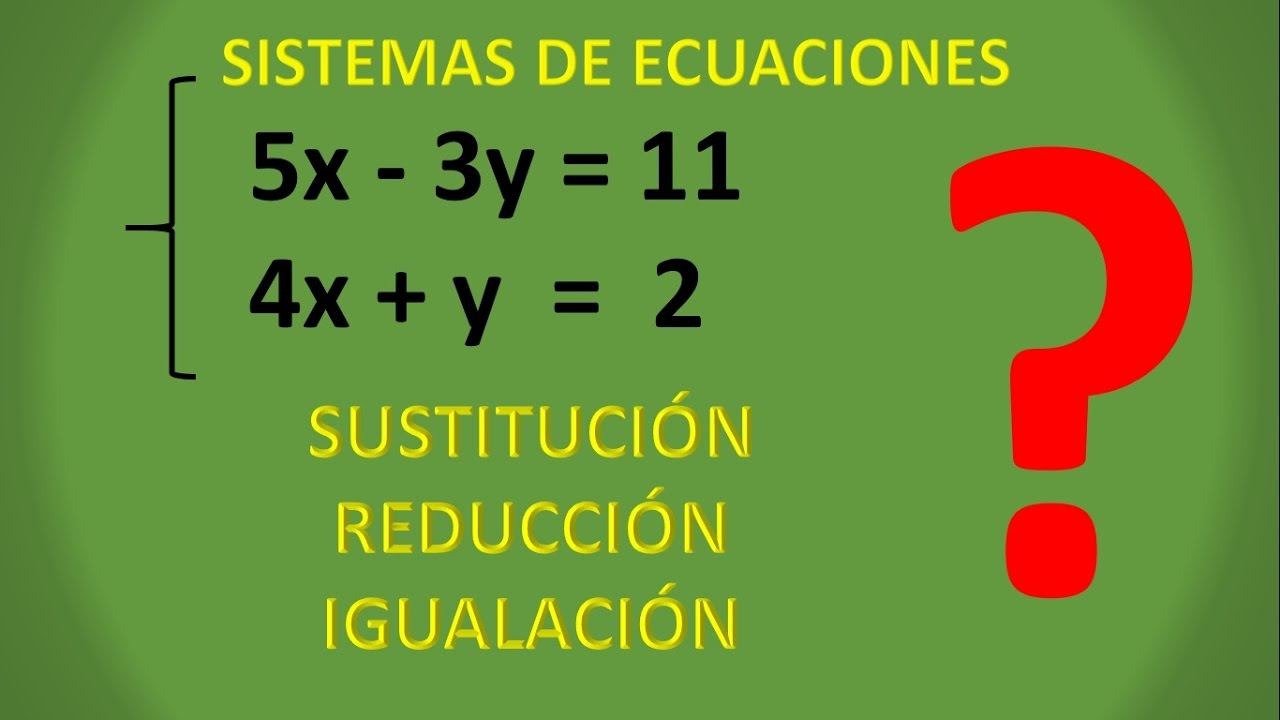 SISTEMAS DE ECUACIONES
5x - 3y = 11
4x + y = 2
SUSTITUCIÓN
REDUCCIÓN
IGUALACIÓN
?